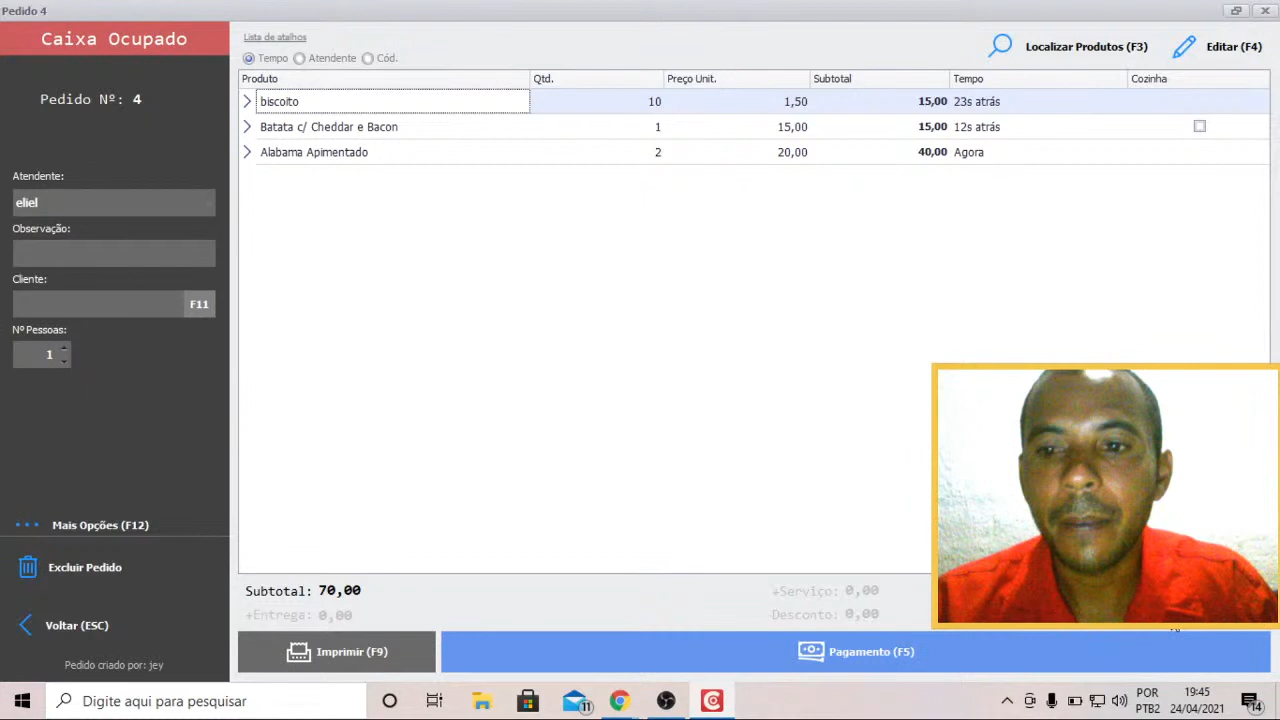 Pedido 4
Caixa Ocupado
Pedido Nº: 4
Atendente:
eliel
Observação:
Cliente:
F11
Nº Pessoas:
1
Mais Opções (F12)
Excluir Pedido
Voltar (ESC)
Pedido criado por: jey
Lista de atalhos
Tempo Atendente Cód.
Localizar Produtos (F3) Editar (F4)
Produto Qtd. Preço Unit. Subtotal Tempo Cozinha
biscoito 10 1,50 15,00 23s atrás
Batata c/ Cheddar e Bacon 1 15,00 15,00 12s atrás
Alabama Apimentado 2 20,00 40,00 Agora
Subtotal: 70,00 +Serviço: 0,00
+Entrega: 0,00 -Desconto: 0,00
Imprimir (F9) Pagamento (F5)
Digite aqui para pesquisar 11 POR 19:45
PTB2 24/04/2021 14